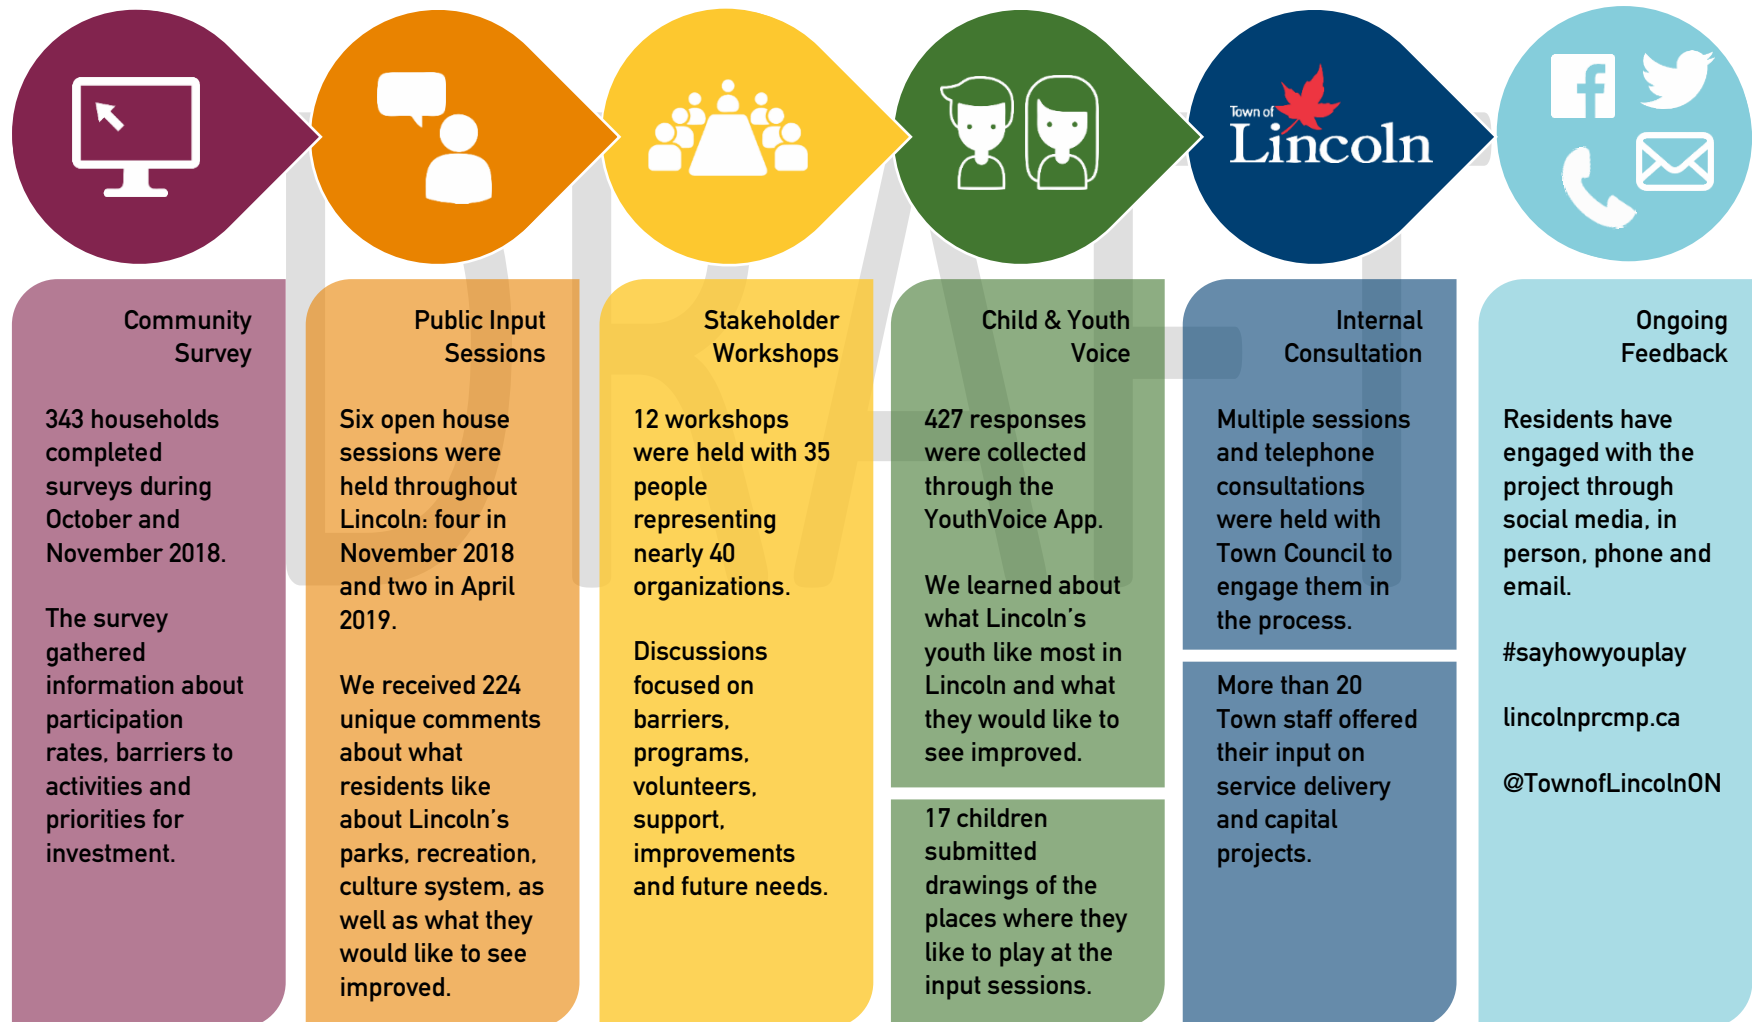 Town of
Lincoln
Community
Survey
343 households
completed
surveys during
October and
November 2018.
The survey
gathered
information about
participation
rates, barriers to
activities and
priorities for
investment.
Public Input
Sessions
Six open house
sessions were
held throughout
Lincoln: four in
November 2018
and two in April
2019.
We received 224
unique comments
about what
residents like
about Lincoln's
parks, recreation,
culture system, as
well as what they
would like to see
improved.
Stakeholder
Workshops
12 workshops
were held with 35
people
representing
nearly 40
organizations.
Discussions
focused on
barriers,
programs,
volunteers,
support,
improvements
and future needs.
Child & Youth
Voice
427 responses
were collected
through the
YouthVoice App.
We learned about
what Lincoln's
youth like most in
Lincoln and what
they would like to
see improved.
17 children
submitted
drawings of the
places where they
like to play at the
input sessions.
Internal
Consultation
Multiple sessions
and telephone
consultations
were held with
Town Council to
engage them in
the process.
More than 20
Town staff offered
their input on
service delivery
and capital
projects.
Ongoing
Feedback
Residents have
engaged with the
project through
social media, in
person, phone and
email.
#sayhowyouplay
lincolnprcmp.ca
@TownofLincolnON
DRAFT